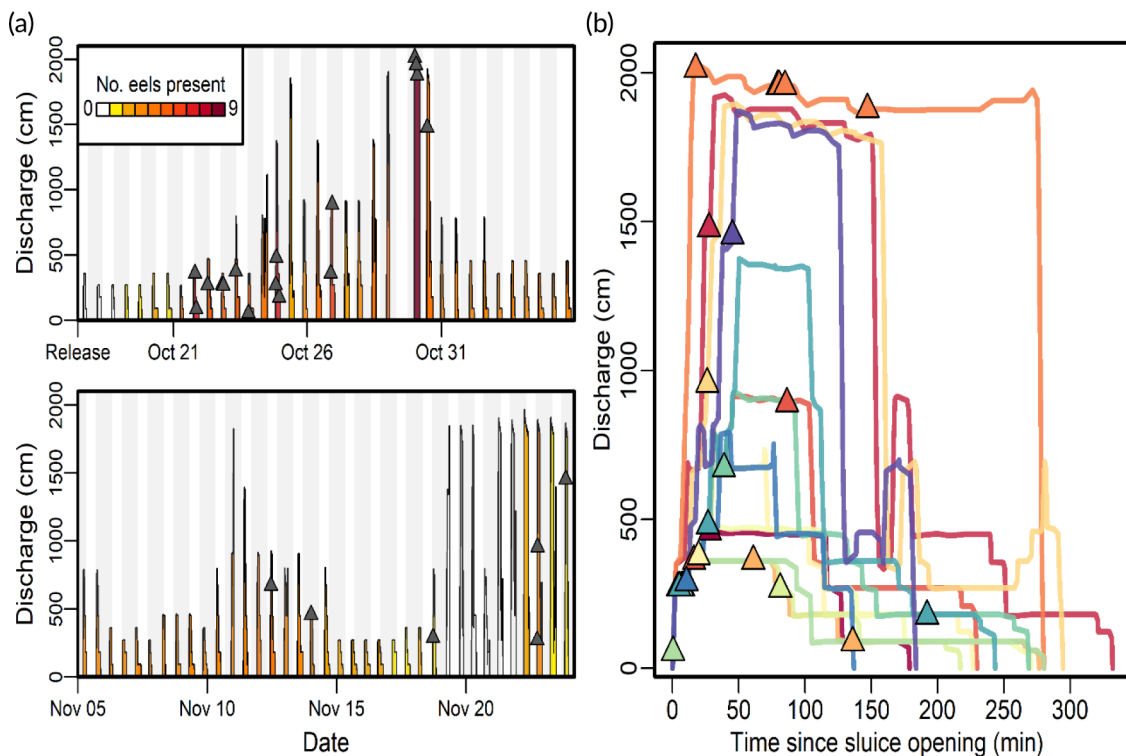 (a)
No. eels present
0 9
Discharge (cm)
2000
1500
1000
500
0
Release Oct 21 Oct 26 Oct 31
Discharge (cm)
2000
1500
1000
500
0
Nov 05 Nov 10 Nov 15 Nov 20
Date
(b)
Discharge (cm)
2000
1500
1000
500
0
0 50 100 150 200 250 300
Time since sluice opening (min)